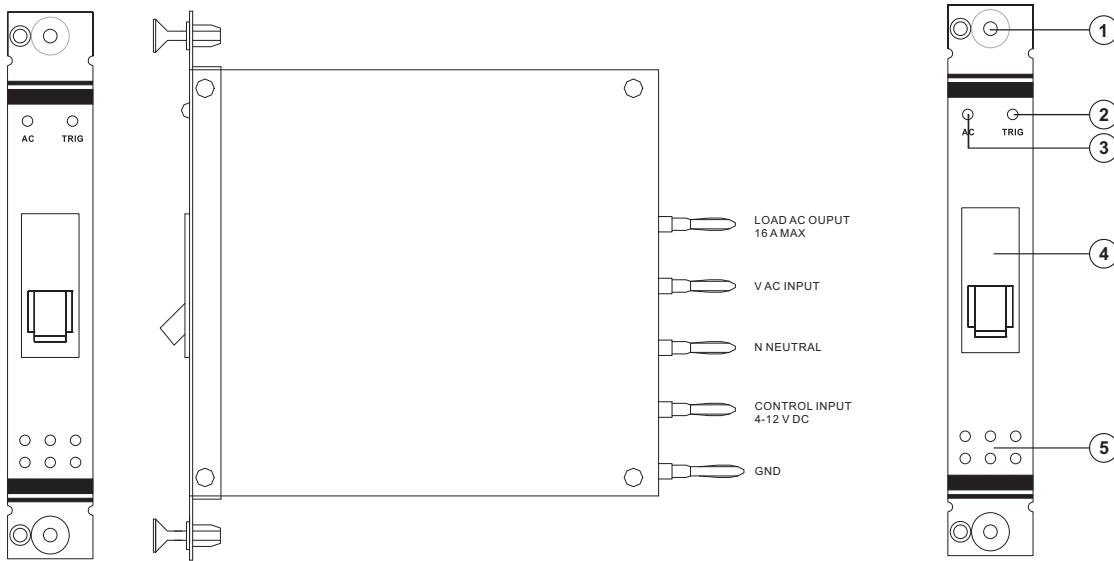 AC TRIG
LOAD AC OUPUT
16 A MAX
V AC INPUT
N NEUTRAL
CONTROL INPUT
4-12 V DC
GND
1
2
AC TRIG
3
4
5